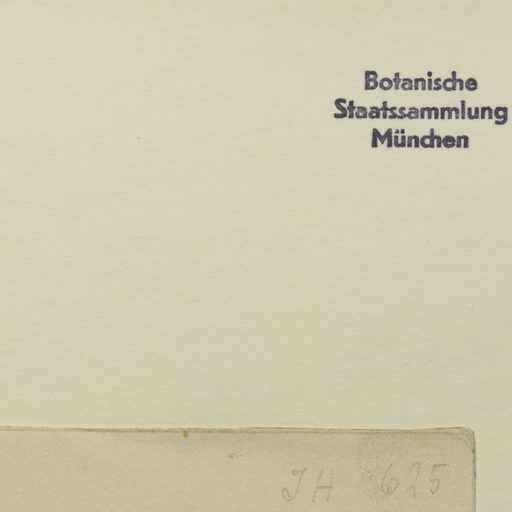 Botanische
Staatssammlung
München
JH 625